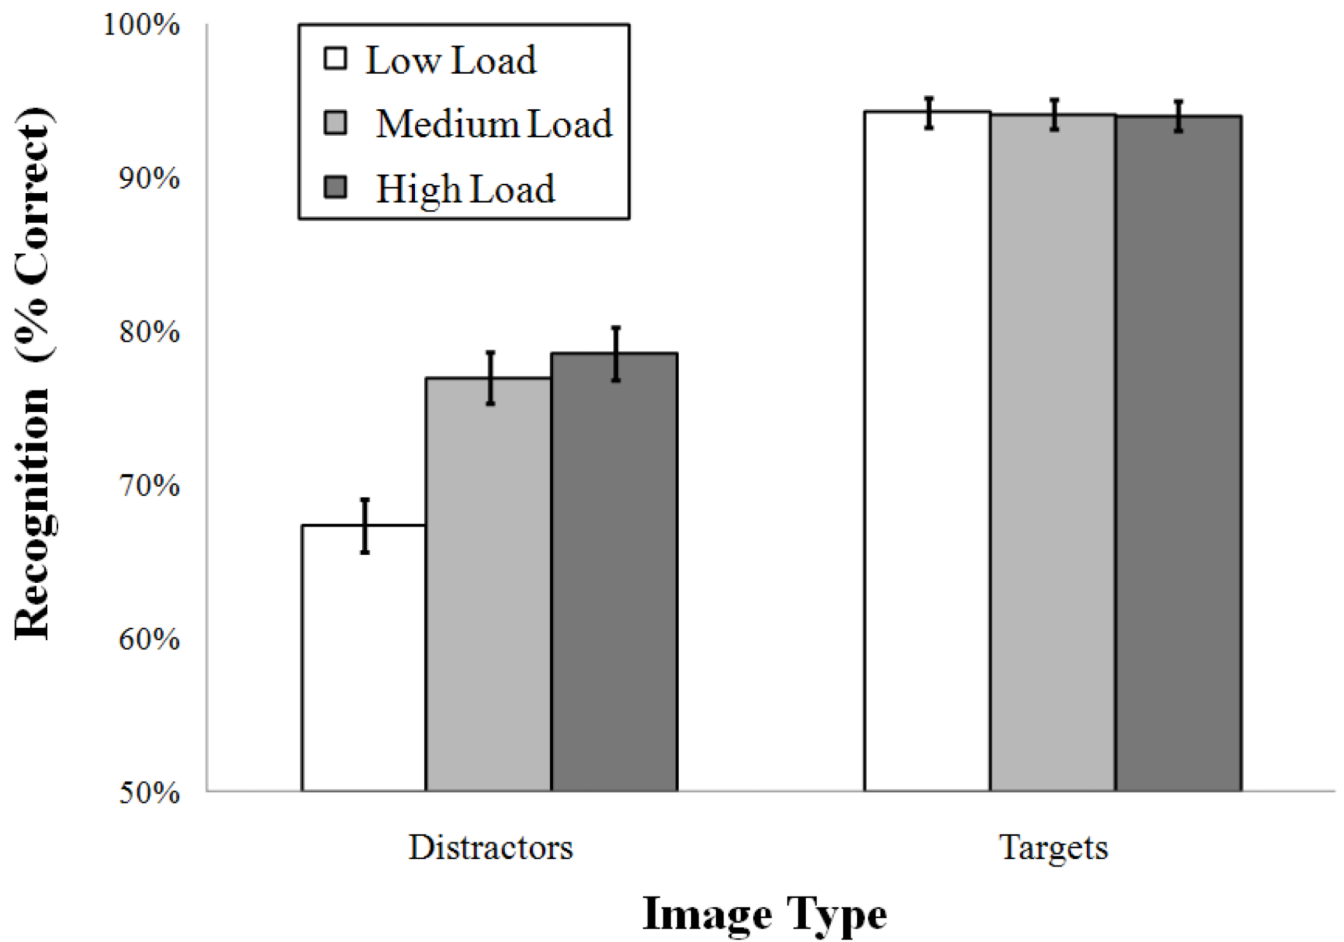 100%
90%
80%
70%
60%
50%
Recognition (% Correct)
Low Load
Medium Load
High Load
Distractors
Targets
Image Type